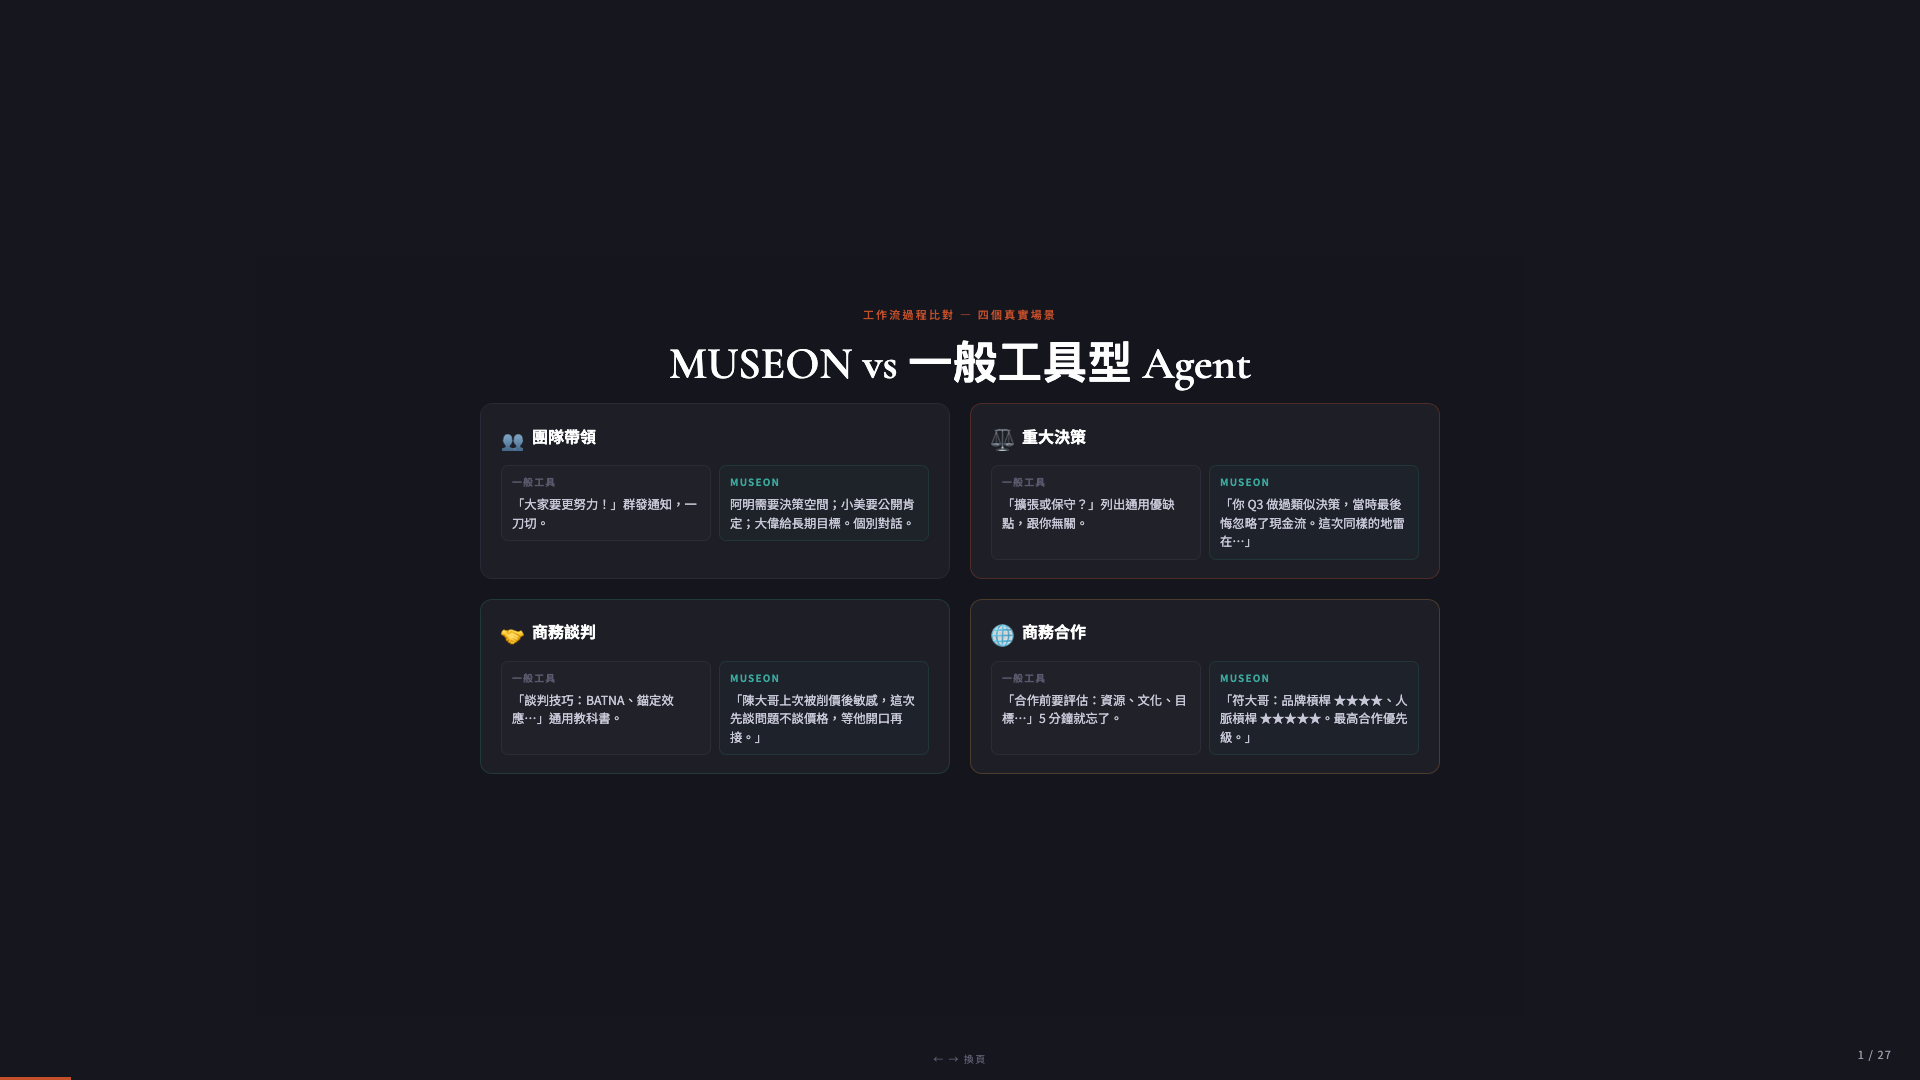 工作流過程比對 — 四個真實場景
MUSEON vs 一般工具型 Agent
團隊帶領
一般工具
「大家要更努力！」群發通知，一
刀切。
MUSEON
阿明需要決策空間；小美要公開肯
定；大偉給長期目標。個別對話。
重大決策
一般工具
「擴張或保守？」列出通用優缺
點，跟你無關。
MUSEON
「你 Q3 做過類似決策，當時最後
悔忽略了現金流。這次同樣的地雷
在…」
商務談判
一般工具
「談判技巧：BATNA、錨定效
應…」通用教科書。
MUSEON
「陳大哥上次被削價後敏感，這次
先談問題不談價格，等他開口再
接。」
商務合作
一般工具
「合作前要評估：資源、文化、目
標…」5 分鐘就忘了。
MUSEON
「符大哥：品牌槓桿 ★★★★、人
脈槓桿 ★★★★★。最高合作優先
級。」
← → 換頁
1 / 27